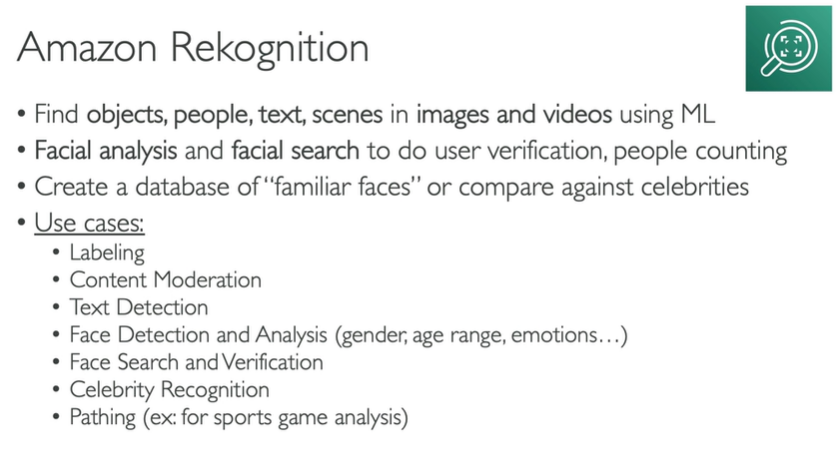 Amazon Rekognition
• Find objects, people, text, scenes in images and videos using ML
• Facial analysis and facial search to do user verification, people counting
• Create a database of “familiar faces” or compare against celebrities
• Use cases:
• Labeling
• Content Moderation
• Text Detection
• Face Detection and Analysis (gender, age range, emotions…)
• Face Search and Verification
• Celebrity Recognition
• Pathing (ex: for sports game analysis)